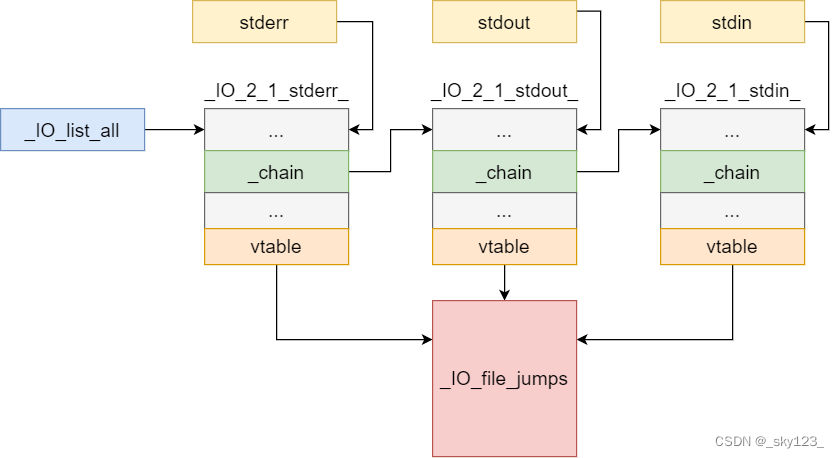 stderr
stdout
stdin
_IO_2_1_stderr_
_IO_2_1_stdout_
_IO_2_1_stdin_
_IO_list_all
...
...
...
_chain
_chain
_chain
...
...
...
vtable
vtable
vtable
_IO_file_jumps
CSDN @_sky123_